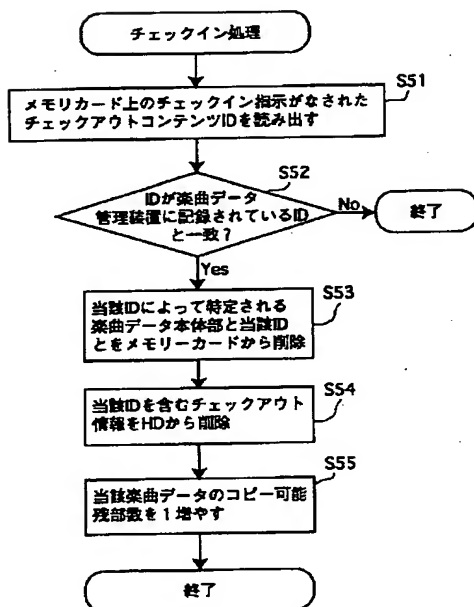 チェックイン処理
S51
メモリカード上のチェックイン指示がなされた
チェックアウトコンテンツIDを読み出す
S52
IDが楽曲データ
管理装置に記録されているID
と一致？
No
終了
Yes
S53
当該IDによって特定される
楽曲データ本体部と当該ID
とをメモリーカードから削除
S54
当該IDを含むチェックアウト
情報をHDから削除
S55
当該楽曲データのコピー可能
残部数を1増やす
終了